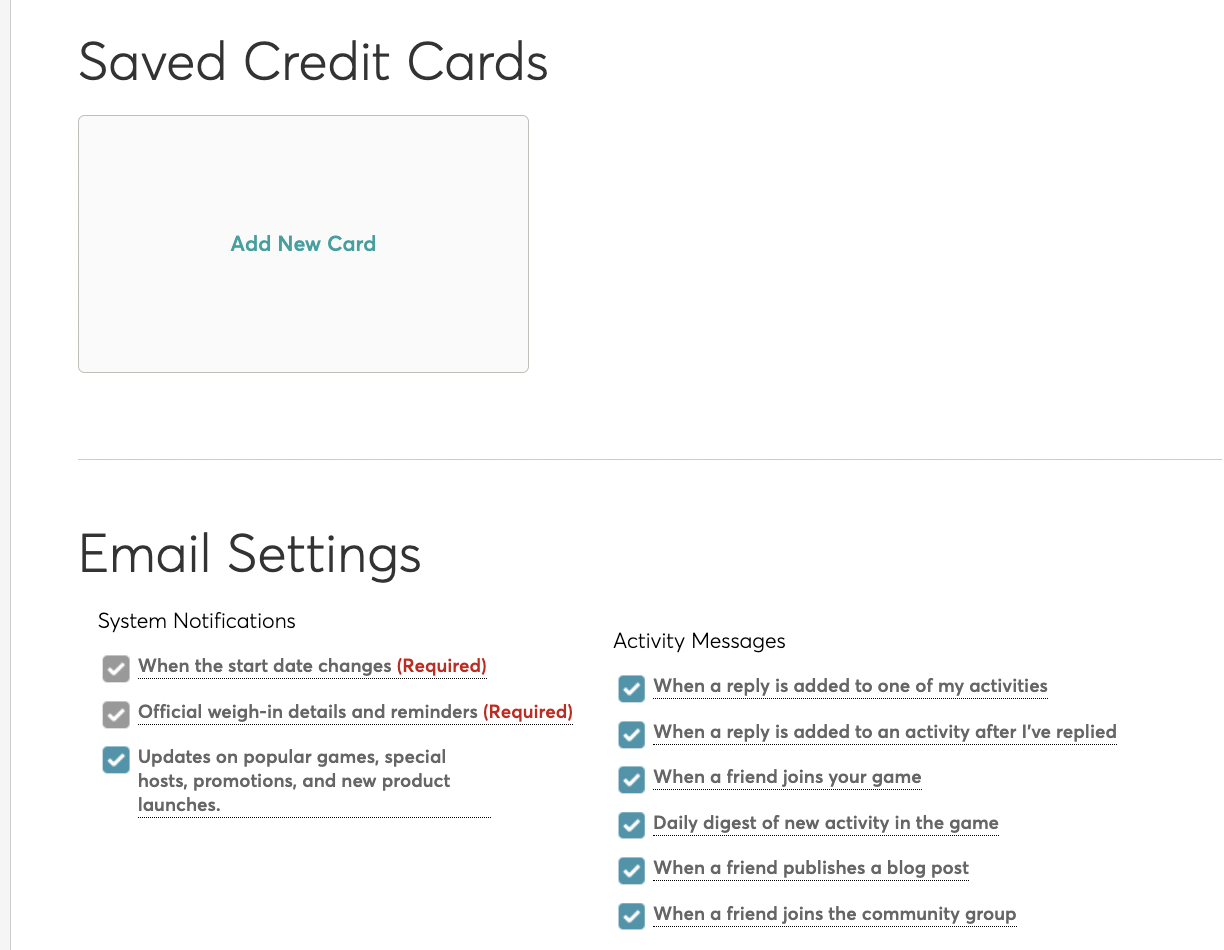 Saved Credit Cards
Add New Card
Email Settings
System Notifications
When the start date changes (Required)
Official weigh-in details and reminders (Required)
Updates on popular games, special
hosts, promotions, and new product
launches.
Activity Messages
When a reply is added to one of my activities
When a reply is added to an activity after I've replied
When a friend joins your game
Daily digest of new activity in the game
When a friend publishes a blog post
When a friend joins the community group